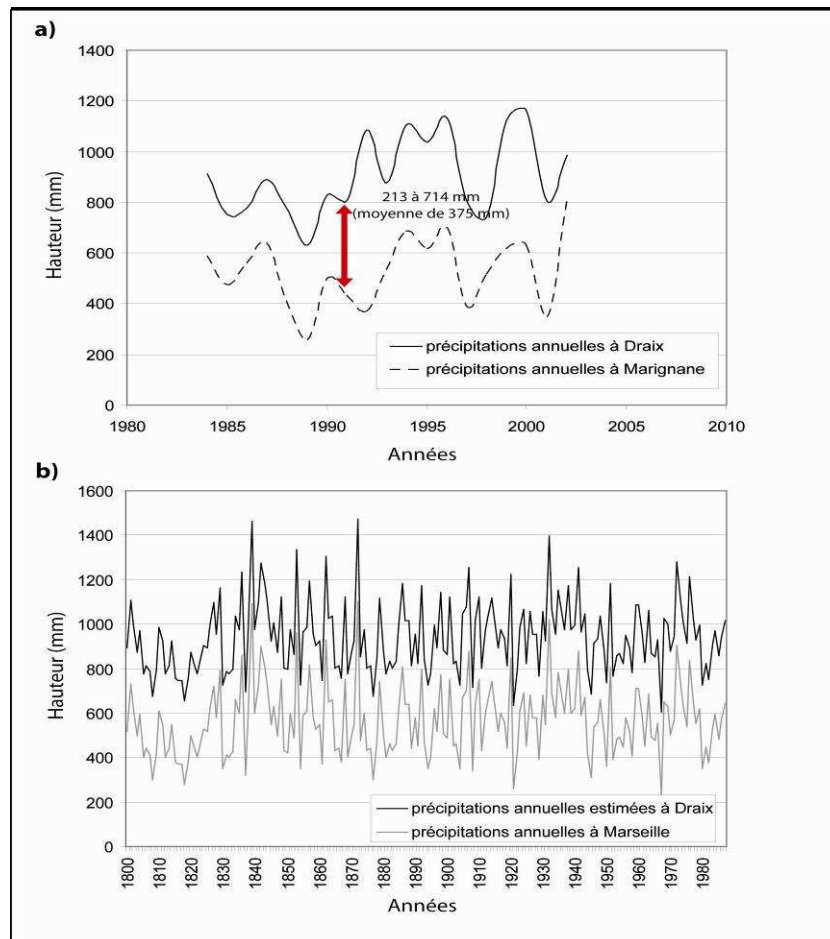 a)
1400
1200
1000
800
600
400
200
0
Hauteur (mm)
213 à 714 mm
(moyenne de 375 mm)
précipitations annuelles à Draix
précipitations annuelles à Marignane
1980 1985 1990 1995 2000 2005 2010
Années
b)
1600
1400
1200
1000
800
600
400
200
0
Hauteur (mm)
précipitations annuelles estimées à Draix
précipitations annuelles à Marseille
1800 1810 1820 1830 1840 1850 1860 1870 1880 1890 1900 1910 1920 1930 1940 1950 1960 1970 1980
Années